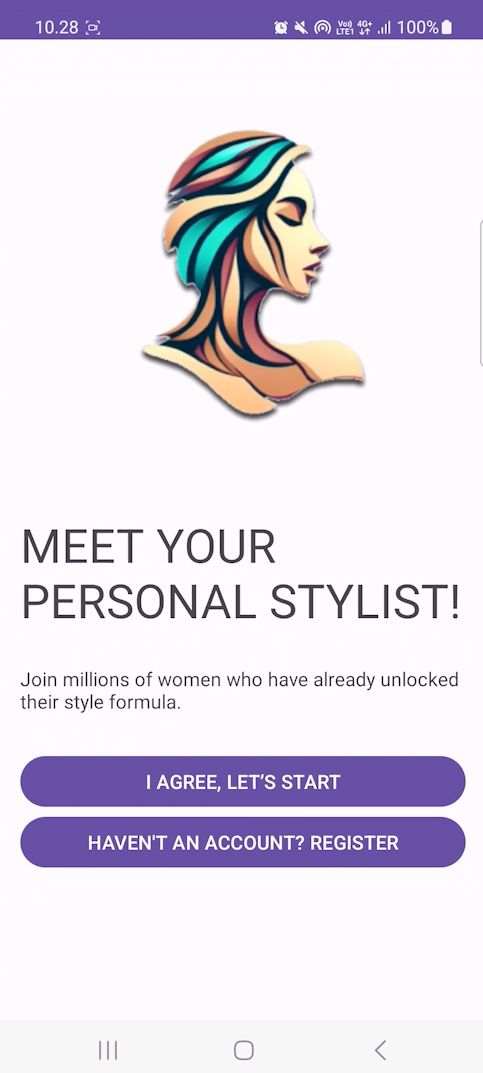 10.28
Vo) LTE1 4G+ 100%
MEET YOUR
PERSONAL STYLIST!
Join millions of women who have already unlocked
their style formula.
I AGREE, LET’S START
HAVEN'T AN ACCOUNT? REGISTER